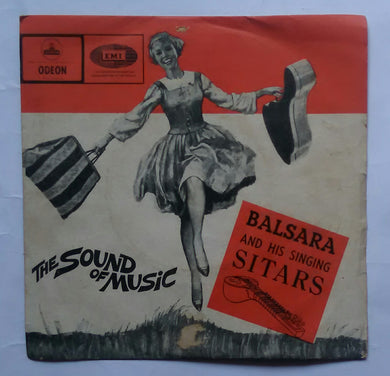 ODEON
EMI
THE SOUND
OF MUSIC
BALSARA
AND HIS SINGING
SITARS